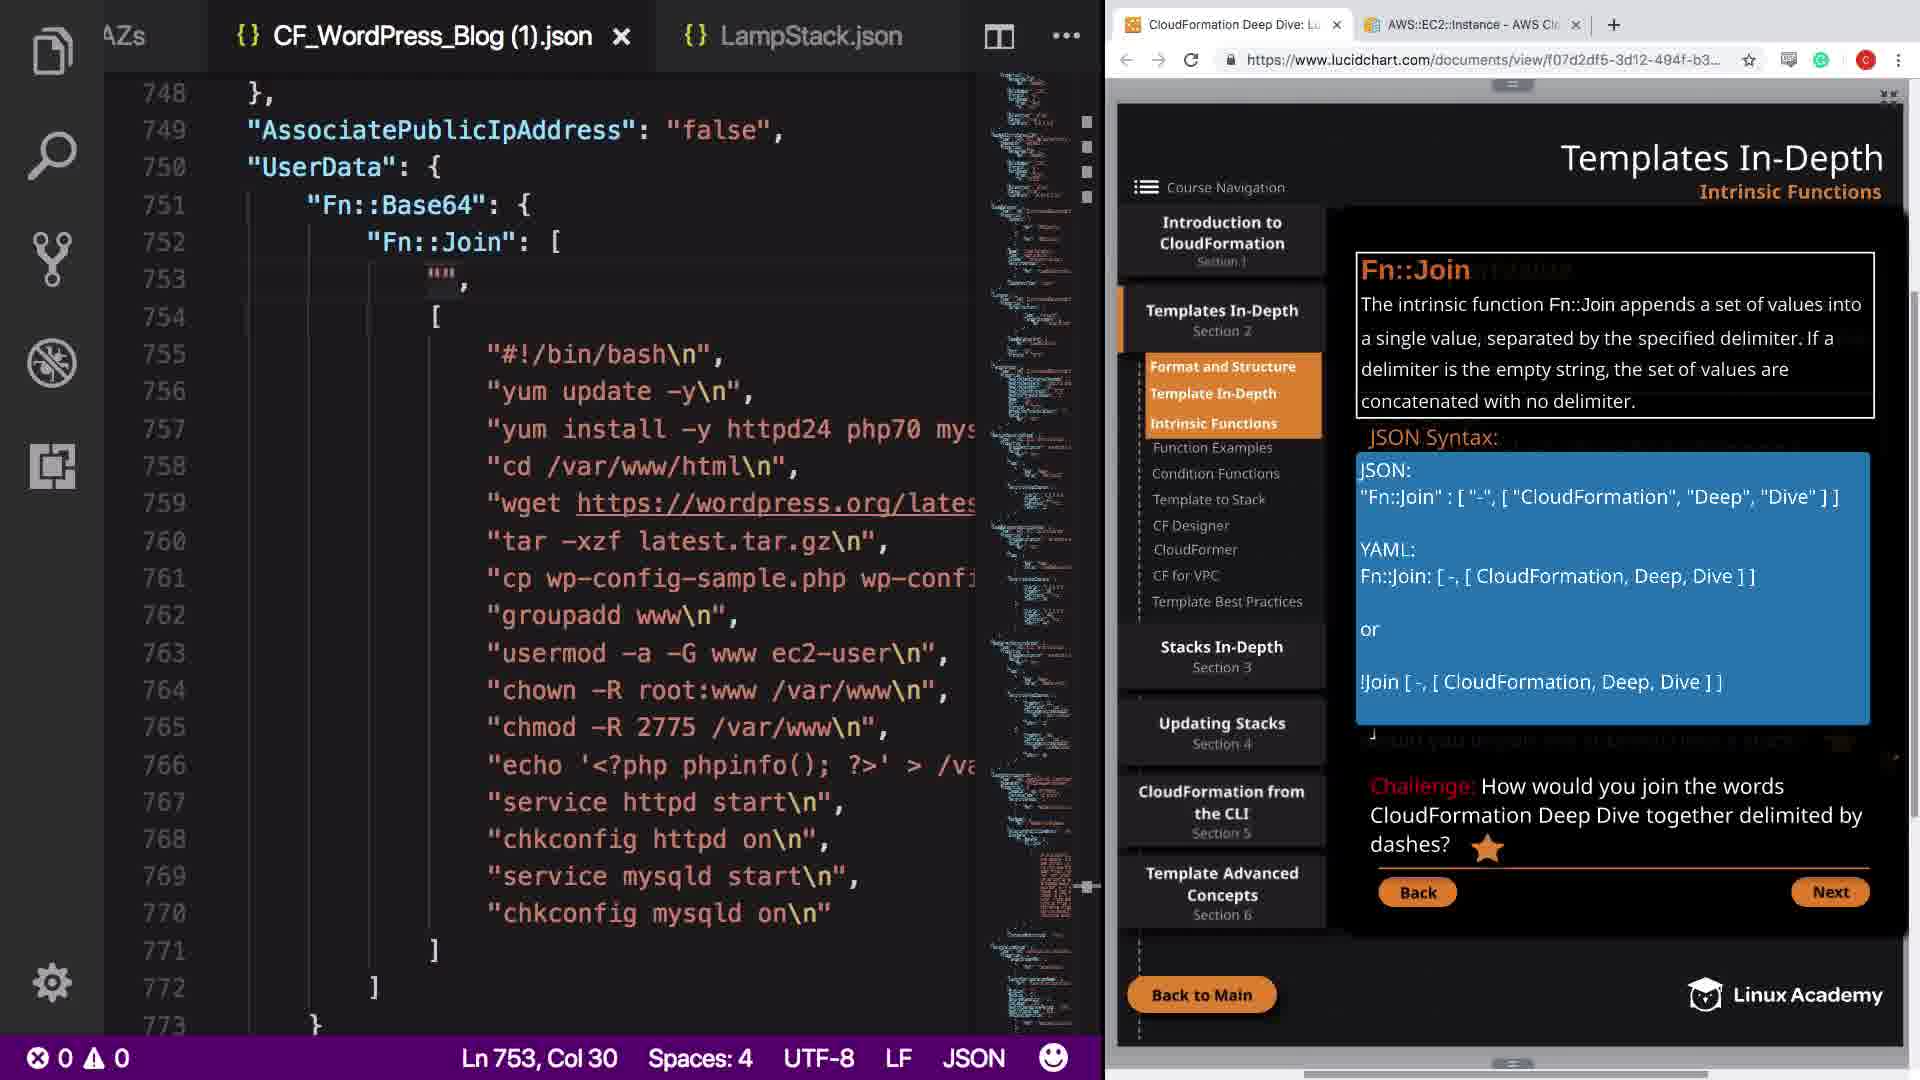 AZs
{} CF_WordPress_Blog (1).json
{} LampStack.json
748 },
749 "AssociatePublicIpAddress": "false",
750 "UserData": {
751 "Fn::Base64": {
752 "Fn::Join": [
753 "",
754 [
755 "#!/bin/bash\n",
756 "yum update -y\n",
757 "yum install -y httpd24 php70 mys
758 "cd /var/www/html\n",
759 "wget https://wordpress.org/lates
760 "tar -xzf latest.tar.gz\n",
761 "cp wp-config-sample.php wp-confi
762 "groupadd www\n",
763 "usermod -a -G www ec2-user\n",
764 "chown -R root:www /var/www\n",
765 "chmod -R 2775 /var/www\n",
766 "echo '<?php phpinfo(); ?>' > /va
767 "service httpd start\n",
768 "chkconfig httpd on\n",
769 "service mysqld start\n",
770 "chkconfig mysqld on\n"
771 ]
772 ]
773 }
0 0
Ln 753, Col 30 Spaces: 4 UTF-8 LF JSON
CloudFormation Deep Dive: Lu
AWS::EC2::Instance - AWS Clo
https://www.lucidchart.com/documents/view/f07d2df5-3d12-494f-b3...
C
Templates In-Depth
Intrinsic Functions
Course Navigation
Introduction to
CloudFormation
Section 1
Templates In-Depth
Section 2
Format and Structure
Template In-Depth
Intrinsic Functions
Function Examples
Condition Functions
Template to Stack
CF Designer
CloudFormer
CF for VPC
Template Best Practices
Stacks In-Depth
Section 3
Updating Stacks
Section 4
CloudFormation from
the CLI
Section 5
Template Advanced
Concepts
Section 6
Back to Main
Fn::Join
The intrinsic function Fn::Join appends a set of values into
a single value, separated by the specified delimiter. If a
delimiter is the empty string, the set of values are
concatenated with no delimiter.
JSON Syntax:
JSON:
"Fn::Join" : [ "-", [ "CloudFormation", "Deep", "Dive" ] ]
YAML:
Fn::Join: [ -, [ CloudFormation, Deep, Dive ] ]
or
!Join [ -, [ CloudFormation, Deep, Dive ] ]
]
Challenge: How would you join the words
CloudFormation Deep Dive together delimited by
dashes?
Back
Next
Linux Academy